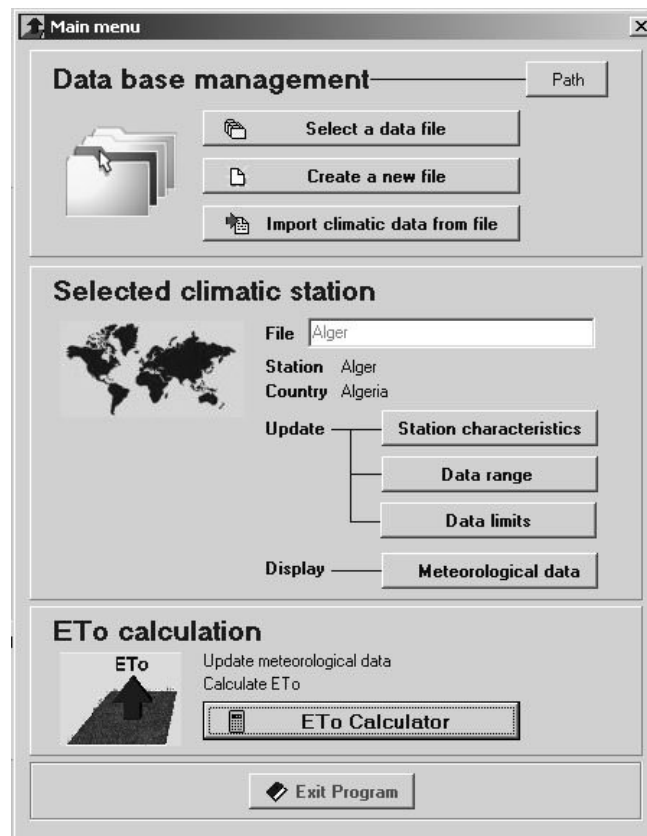 Main menu
Data base management
Path
Select a data file
Create a new file
Import climatic data from file
Selected climatic station
File Alger
Station Alger
Country Algeria
Update Station characteristics
Data range
Data limits
Display Meteorological data
ETo calculation
ETo
Update meteorological data
Calculate ETo
ETo Calculator
Exit Program